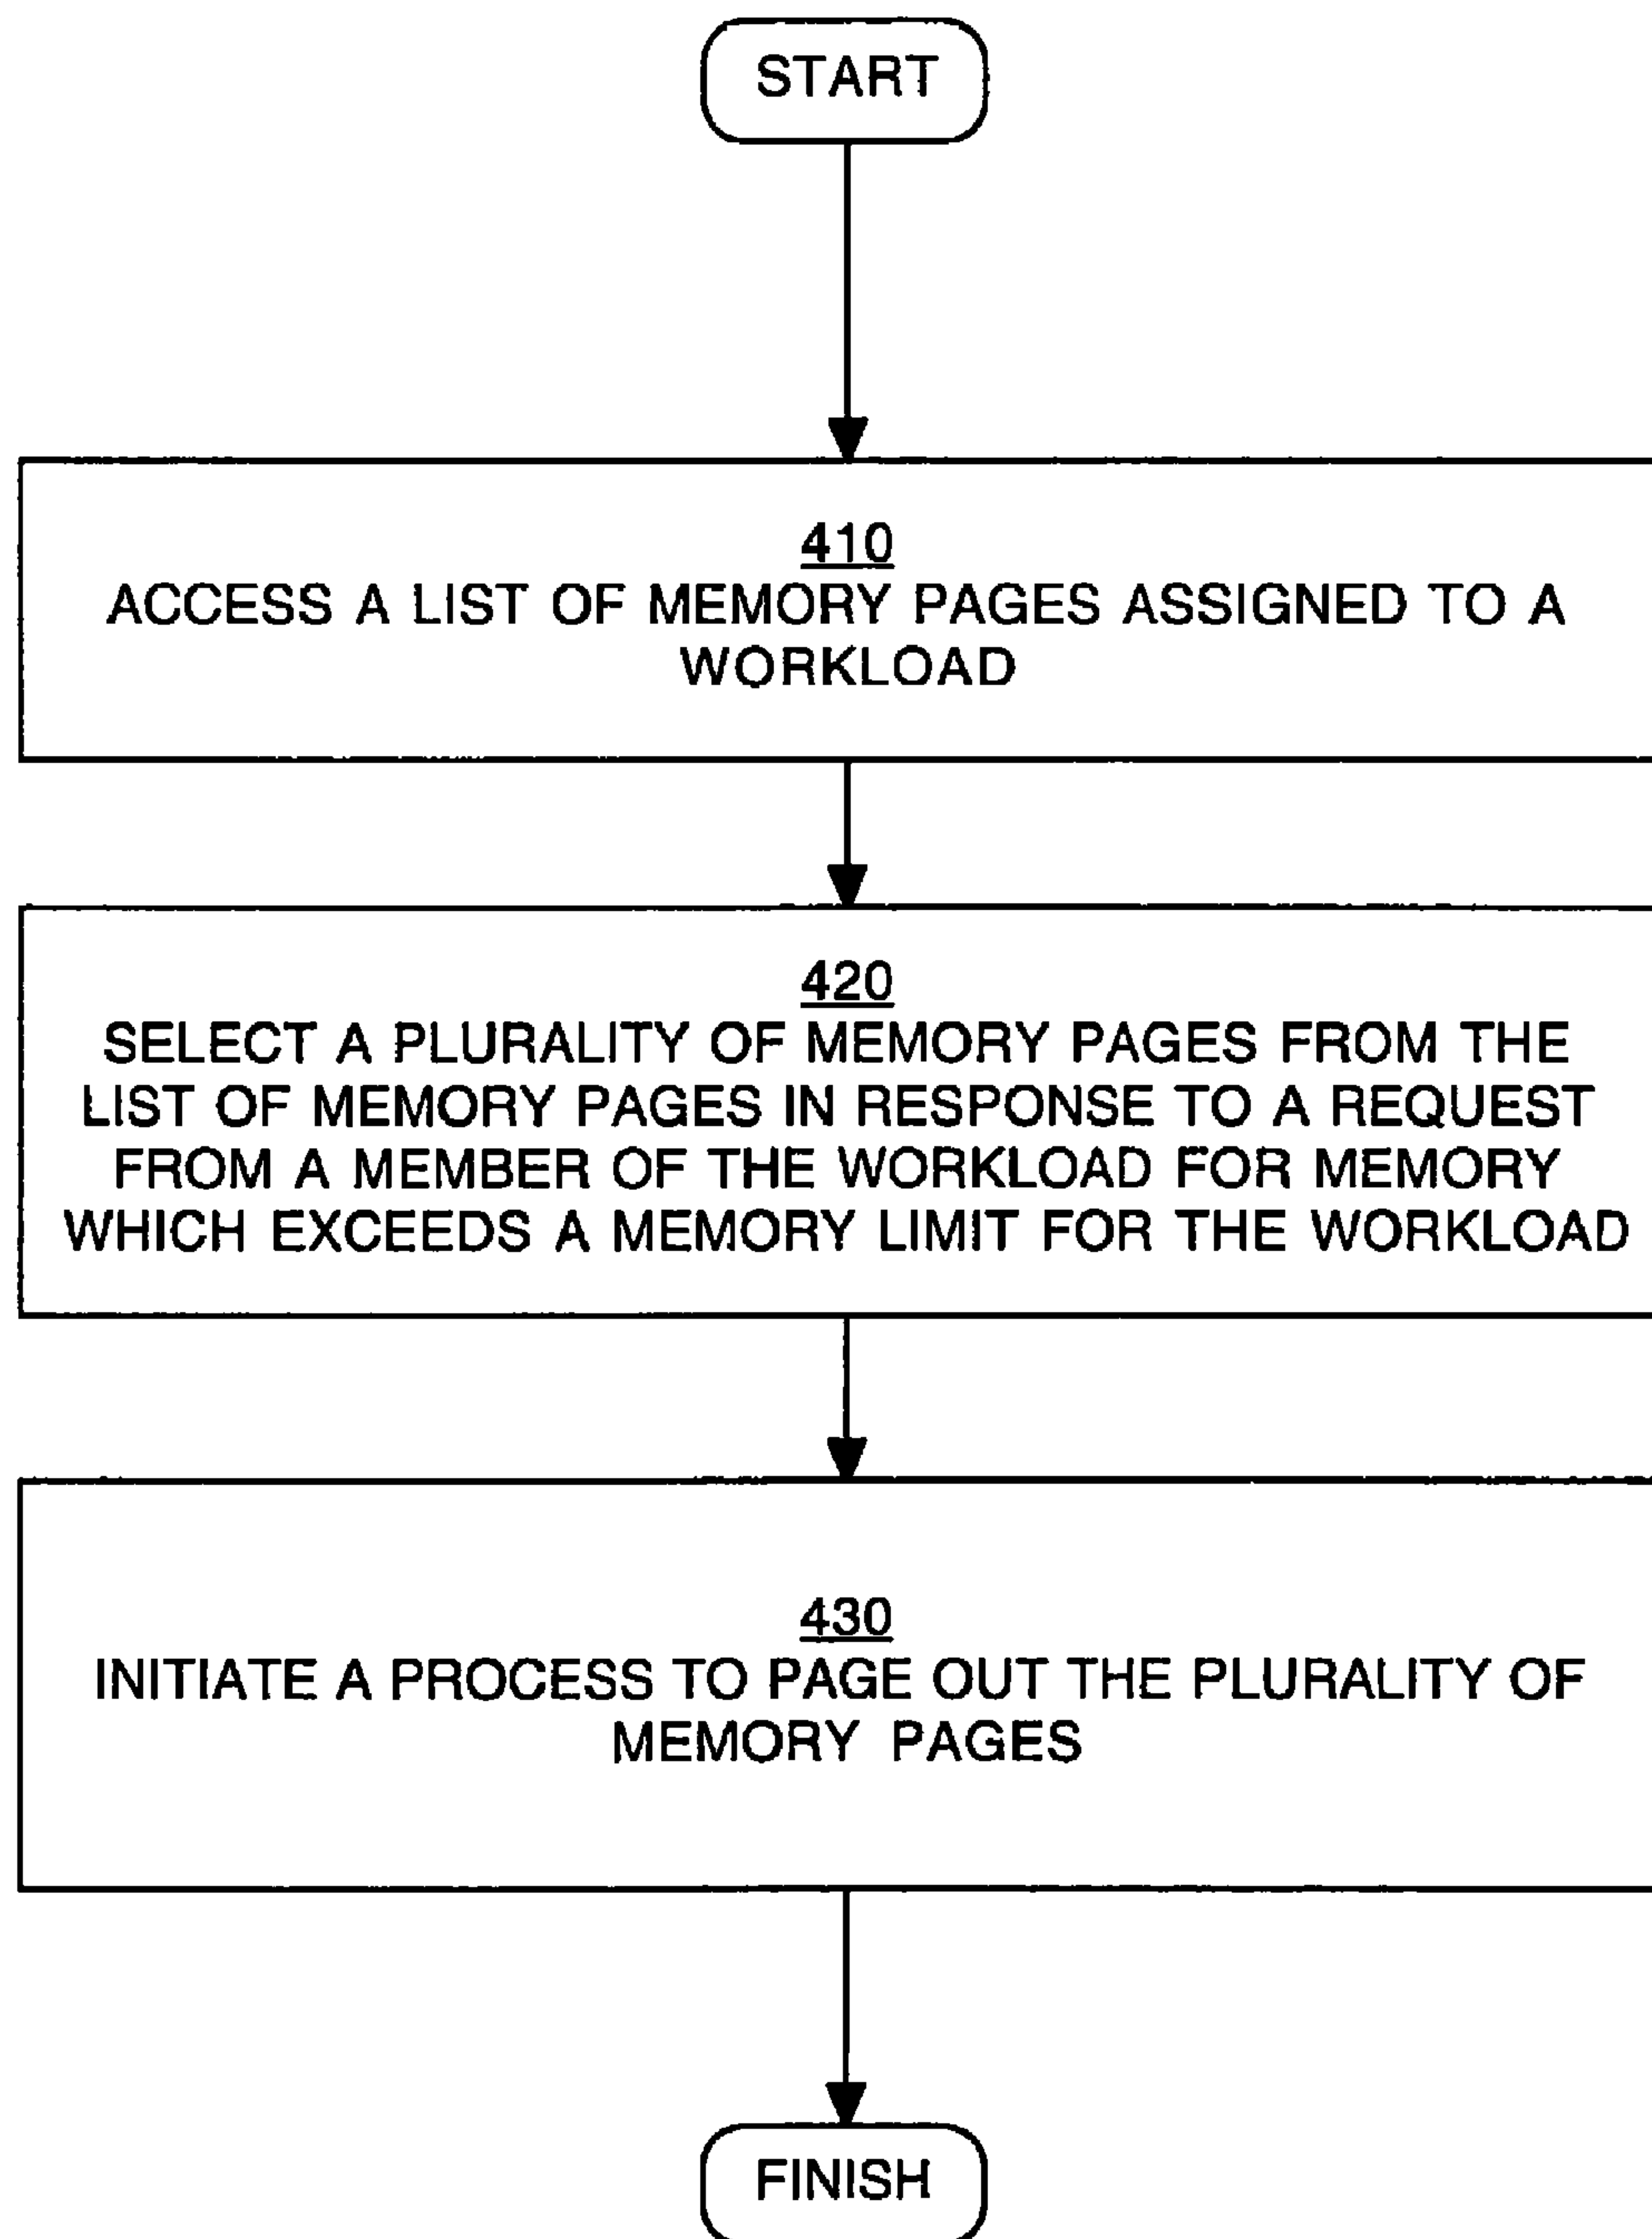 START
410
ACCESS A LIST OF MEMORY PAGES ASSIGNED TO A
WORKLOAD
420
SELECT A PLURALITY OF MEMORY PAGES FROM THE
LIST OF MEMORY PAGES IN RESPONSE TO A REQUEST
FROM A MEMBER OF THE WORKLOAD FOR MEMORY
WHICH EXCEEDS A MEMORY LIMIT FOR THE WORKLOAD
430
INITIATE A PROCESS TO PAGE OUT THE PLURALITY OF
MEMORY PAGES
FINISH